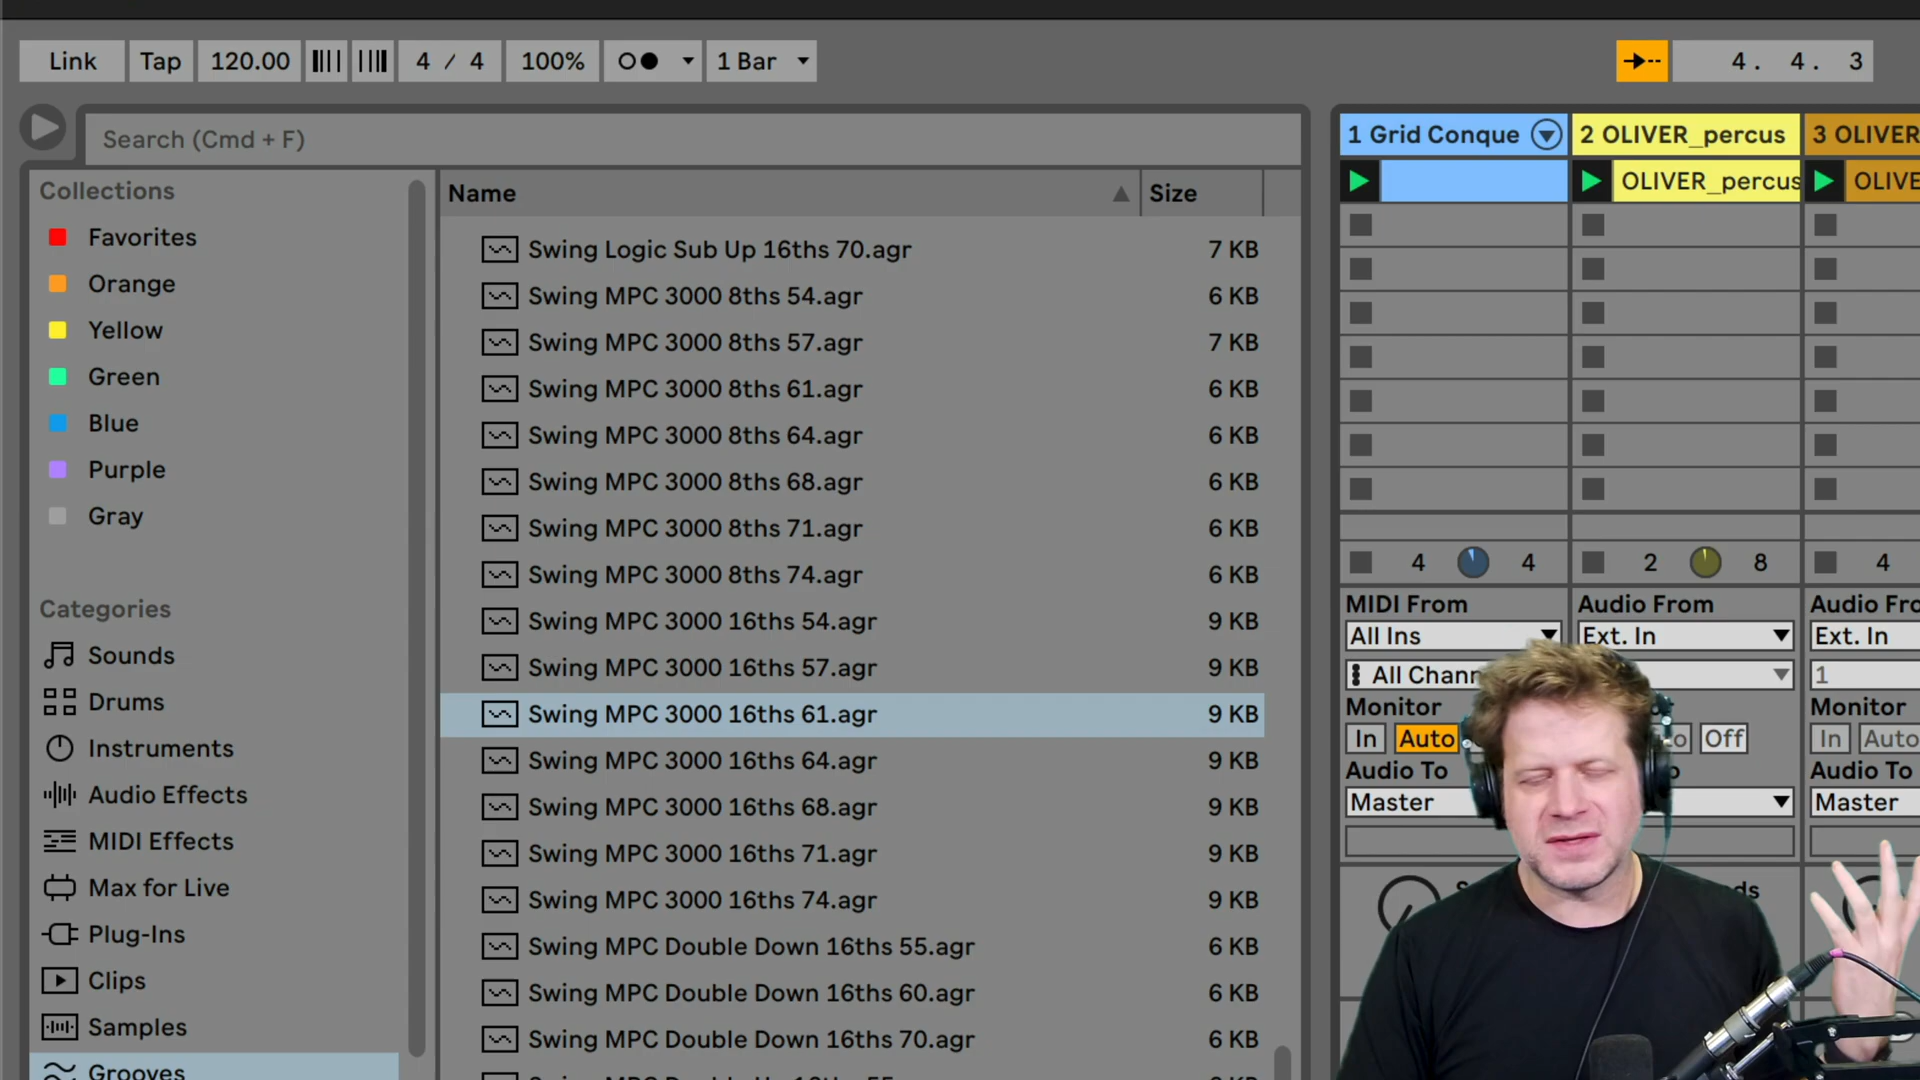 Link Tap 120.00 4 / 4 100% 1 Bar 4. 4. 3
Search (Cmd + F)
Collections
Favorites
Orange
Yellow
Green
Blue
Purple
Gray
Categories
Sounds
Drums
Instruments
Audio Effects
MIDI Effects
Max for Live
Plug-Ins
Clips
Samples
Grooves
Name Size
Swing Logic Sub Up 16ths 70.agr 7 KB
Swing MPC 3000 8ths 54.agr 6 KB
Swing MPC 3000 8ths 57.agr 7 KB
Swing MPC 3000 8ths 61.agr 6 KB
Swing MPC 3000 8ths 64.agr 6 KB
Swing MPC 3000 8ths 68.agr 6 KB
Swing MPC 3000 8ths 71.agr 6 KB
Swing MPC 3000 8ths 74.agr 6 KB
Swing MPC 3000 16ths 54.agr 9 KB
Swing MPC 3000 16ths 57.agr 9 KB
Swing MPC 3000 16ths 61.agr 9 KB
Swing MPC 3000 16ths 64.agr 9 KB
Swing MPC 3000 16ths 68.agr 9 KB
Swing MPC 3000 16ths 71.agr 9 KB
Swing MPC 3000 16ths 74.agr 9 KB
Swing MPC Double Down 16ths 55.agr 6 KB
Swing MPC Double Down 16ths 60.agr 6 KB
Swing MPC Double Down 16ths 70.agr 6 KB
1 Grid Conque 2 OLIVER_percus 3 OLIVER
OLIVER_percus OLIVE
4 4 2 8 4
MIDI From Audio From Audio Fro
All Ins Ext. In Ext. In
All Chann 1
Monitor Monitor
In Auto Off In Auto
Audio To Audio To
Master Master